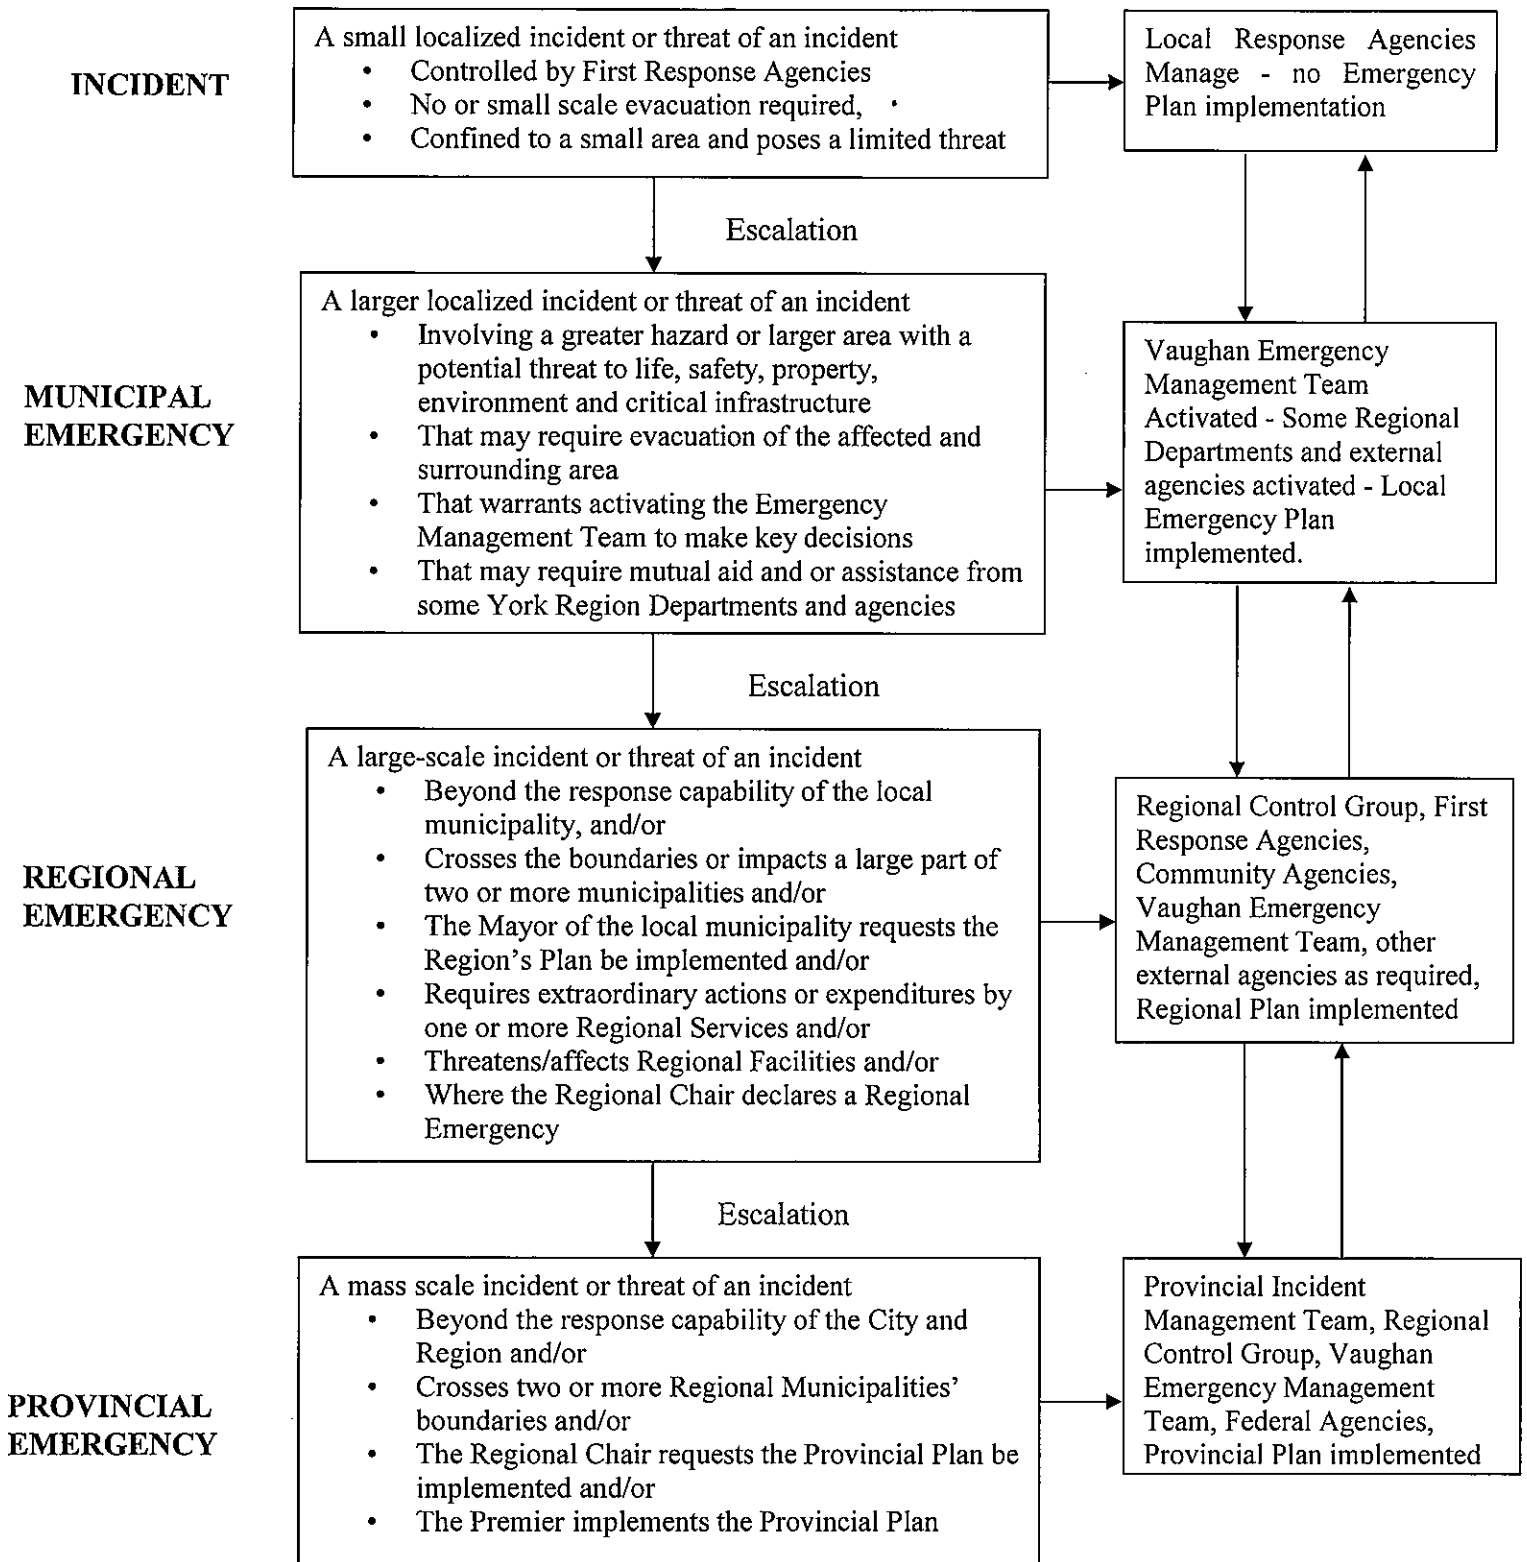 INCIDENT
A small localized incident or threat of an incident
• Controlled by First Response Agencies
• No or small scale evacuation required,
• Confined to a small area and poses a limited threat
Local Response Agencies
Manage - no Emergency
Plan implementation
Escalation
MUNICIPAL
EMERGENCY
A larger localized incident or threat of an incident
• Involving a greater hazard or larger area with a
potential threat to life, safety, property,
environment and critical infrastructure
• That may require evacuation of the affected and
surrounding area
• That warrants activating the Emergency
Management Team to make key decisions
• That may require mutual aid and or assistance from
some York Region Departments and agencies
Vaughan Emergency
Management Team
Activated - Some Regional
Departments and external
agencies activated - Local
Emergency Plan
implemented.
Escalation
REGIONAL
EMERGENCY
A large-scale incident or threat of an incident
• Beyond the response capability of the local
municipality, and/or
• Crosses the boundaries or impacts a large part of
two or more municipalities and/or
• The Mayor of the local municipality requests the
Region's Plan be implemented and/or
• Requires extraordinary actions or expenditures by
one or more Regional Services and/or
• Threatens/affects Regional Facilities and/or
• Where the Regional Chair declares a Regional
Emergency
Regional Control Group, First
Response Agencies,
Community Agencies,
Vaughan Emergency
Management Team, other
external agencies as required,
Regional Plan implemented
Escalation
PROVINCIAL
EMERGENCY
A mass scale incident or threat of an incident
• Beyond the response capability of the City and
Region and/or
• Crosses two or more Regional Municipalities'
boundaries and/or
• The Regional Chair requests the Provincial Plan be
implemented and/or
• The Premier implements the Provincial Plan
Provincial Incident
Management Team, Regional
Control Group, Vaughan
Emergency Management
Team, Federal Agencies,
Provincial Plan implemented